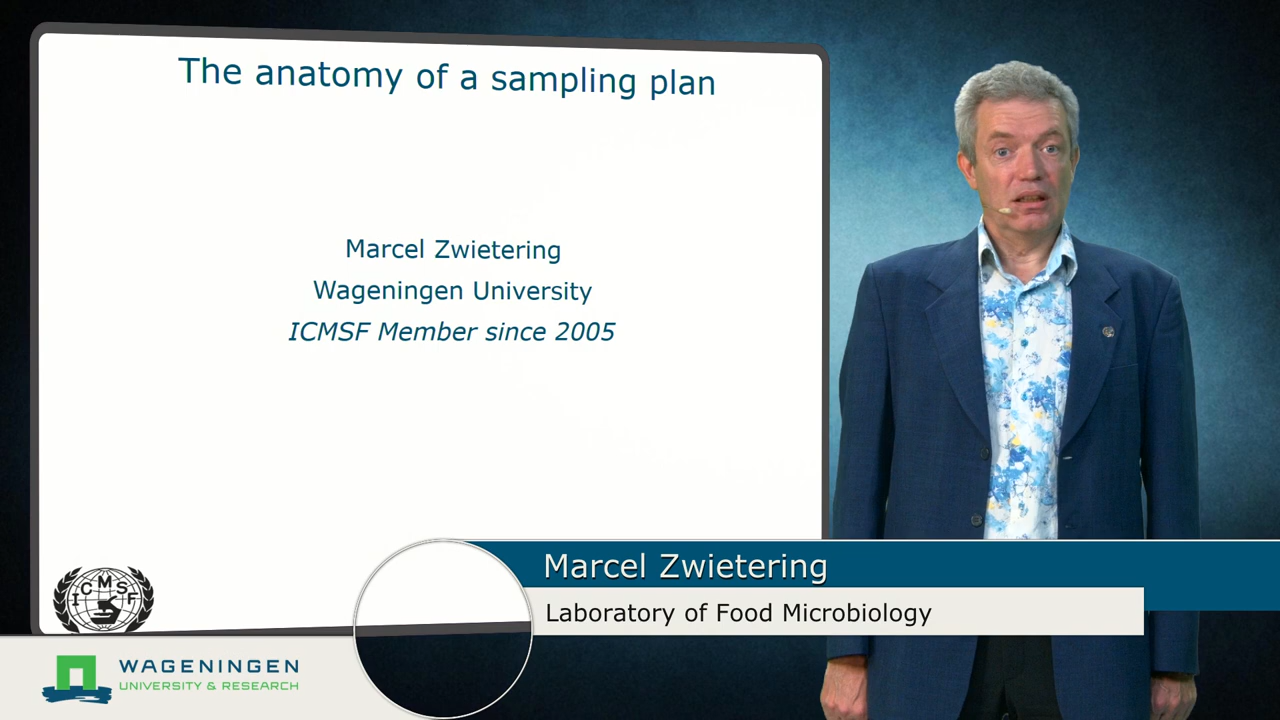 The anatomy of a sampling plan
Marcel Zwietering
Wageningen University
ICMSF Member since 2005
ICMSF
Marcel Zwietering
Laboratory of Food Microbiology
WAGENINGEN
UNIVERSITY & RESEARCH